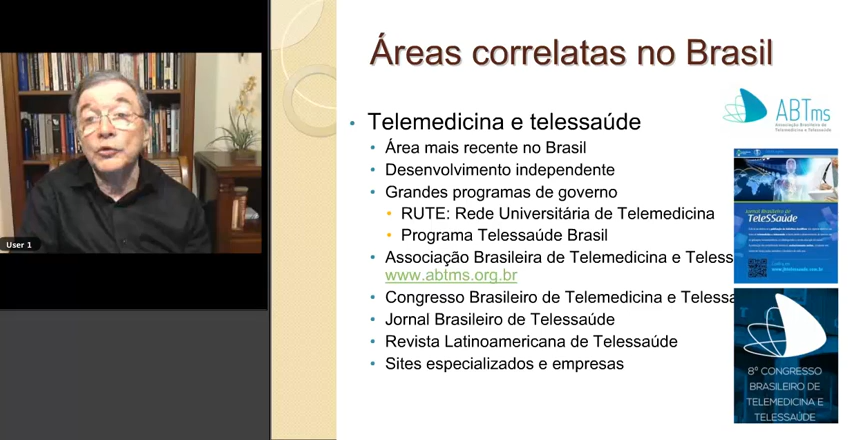 User 1
Áreas correlatas no Brasil
Telemedicina e telessaúde
Área mais recente no Brasil
Desenvolvimento independente
Grandes programas de governo
RUTE: Rede Universitária de Telemedicina
Programa Telessaúde Brasil
Associação Brasileira de Telemedicina e Teless
www.abtms.org.br
Congresso Brasileiro de Telemedicina e Telessa
Jornal Brasileiro de Telessaúde
Revista Latinoamericana de Telessaúde
Sites especializados e empresas
ABTms
Associação Brasileira de
Telemedicina e Telessaúde
Jornal Brasileiro de
TeleSSaúde
8º CONGRESSO
BRASILEIRO DE
TELEMEDICINA E
TELESSAÚDE